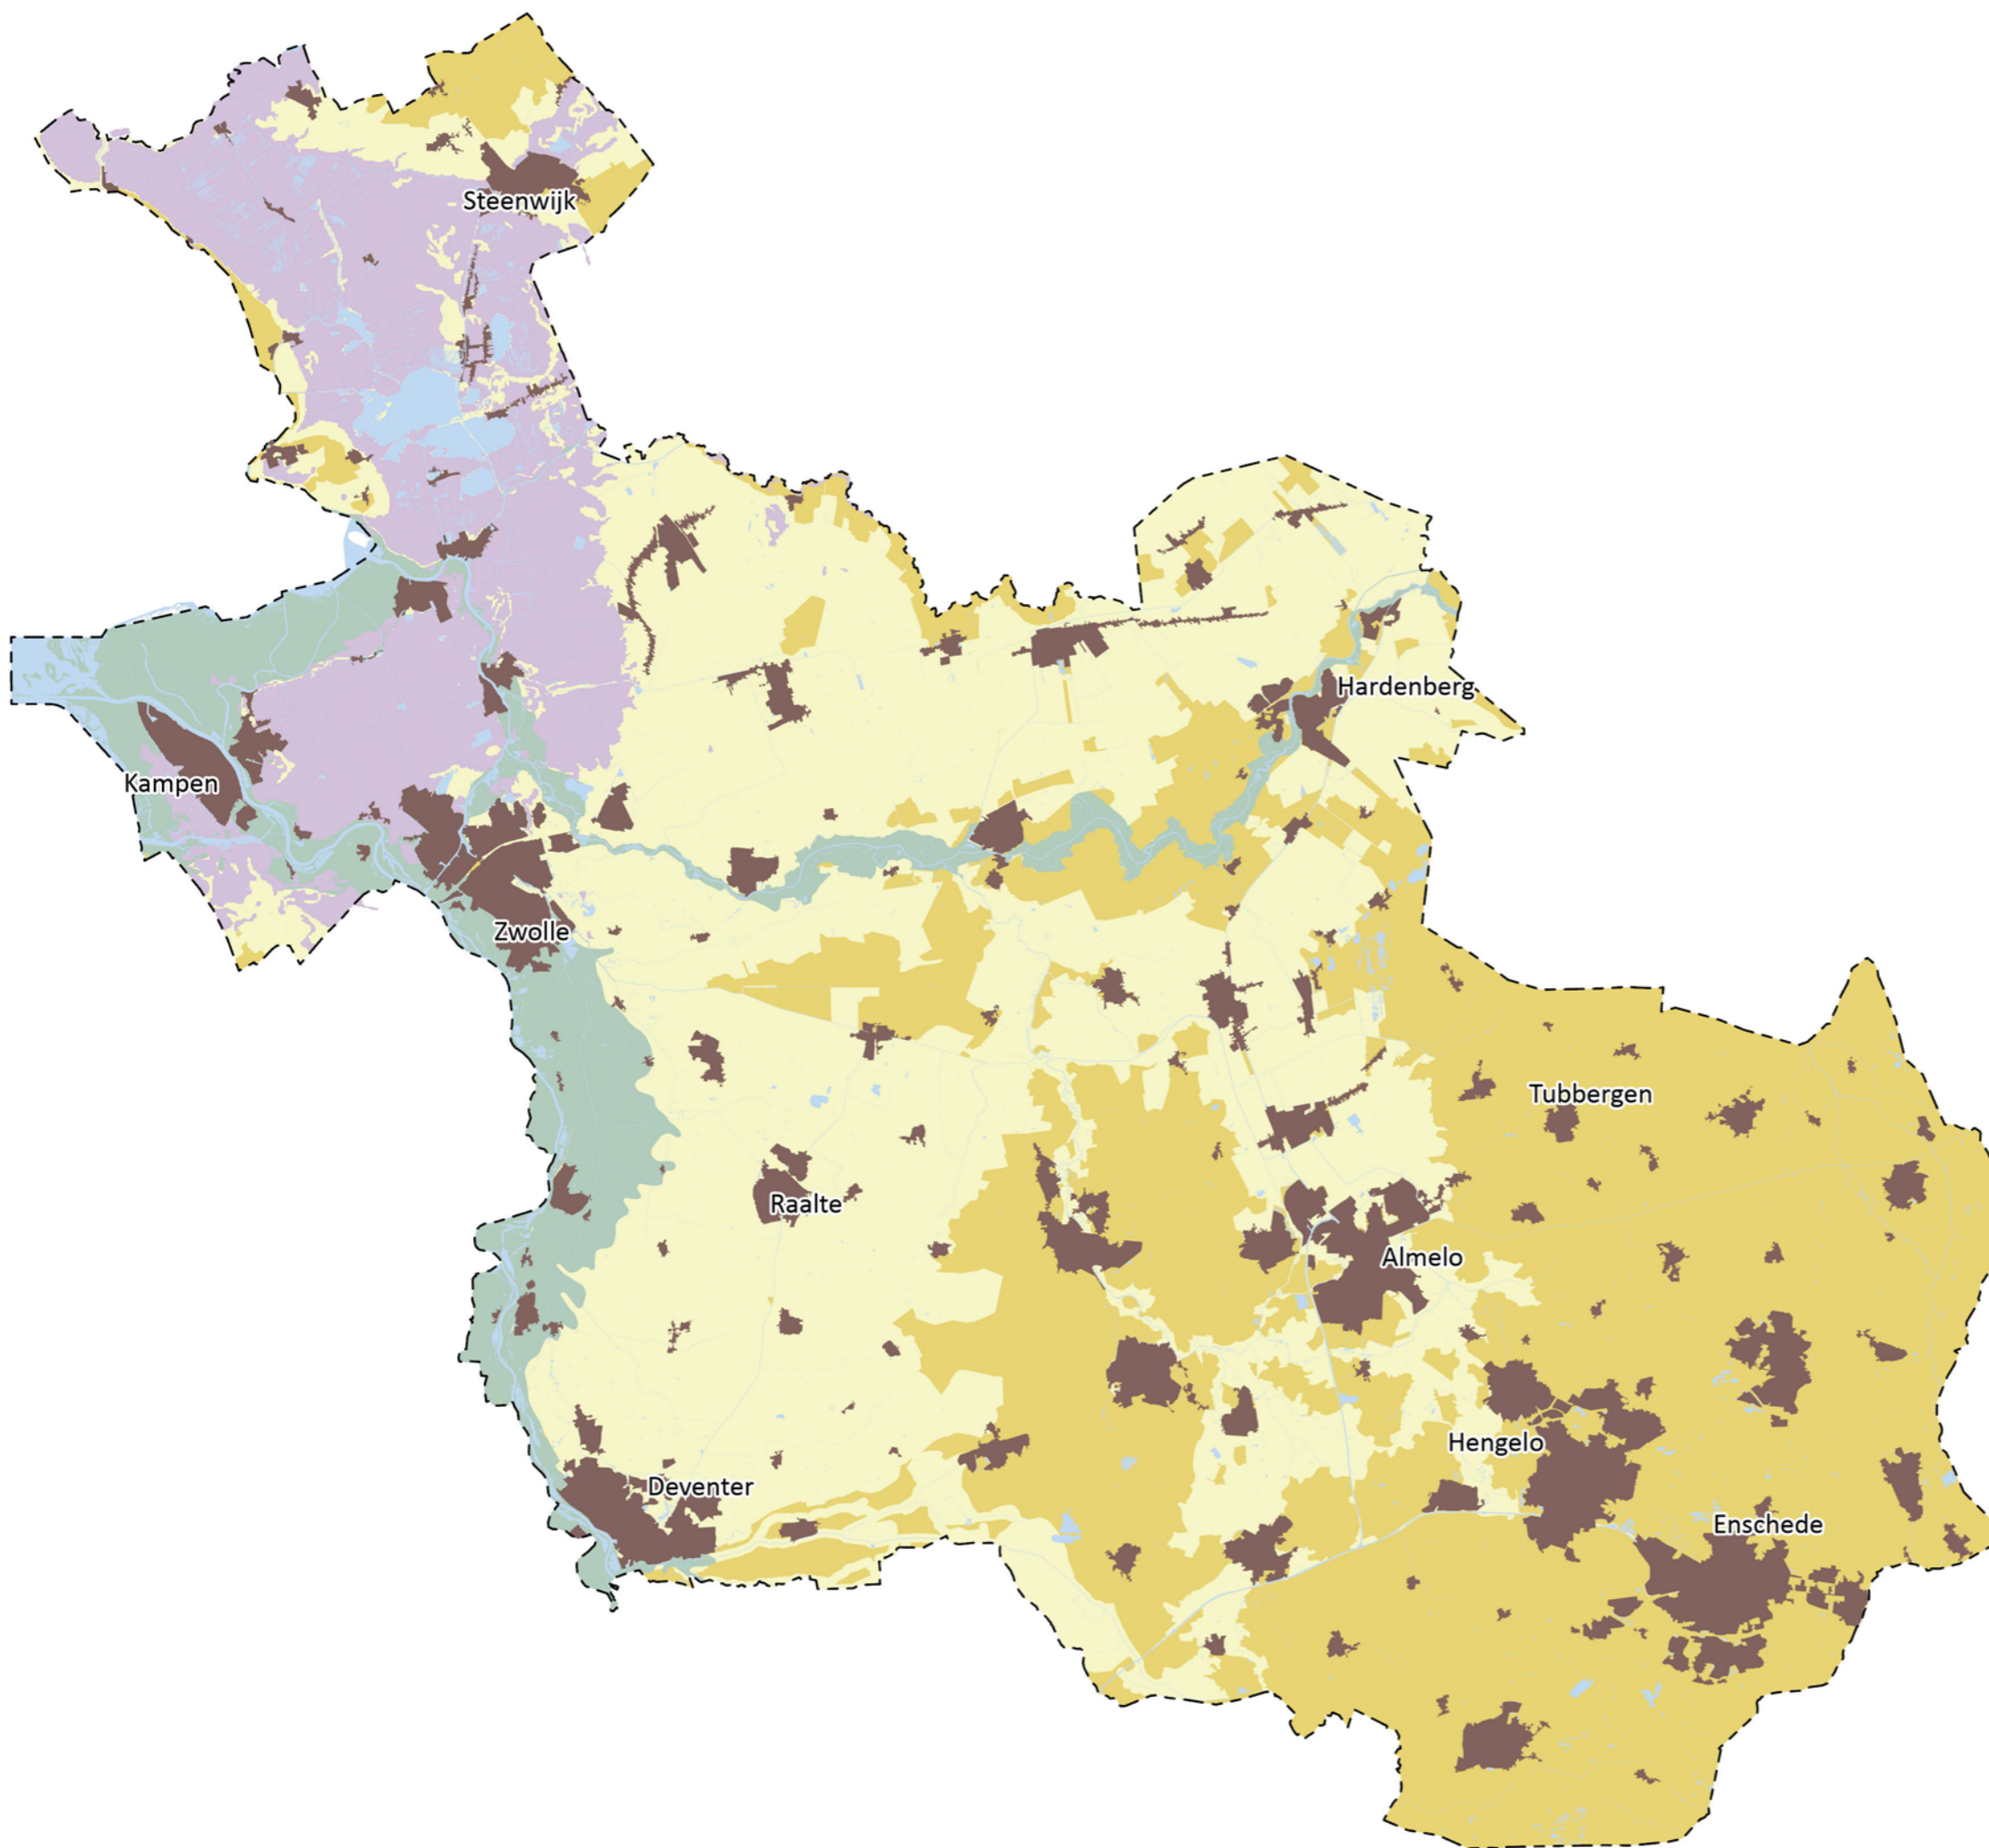 Steenwijk
Hardenberg
Kampen
Zwolle
Tubbergen
Raalte
Almelo
Hengelo
Deventer
Enschede